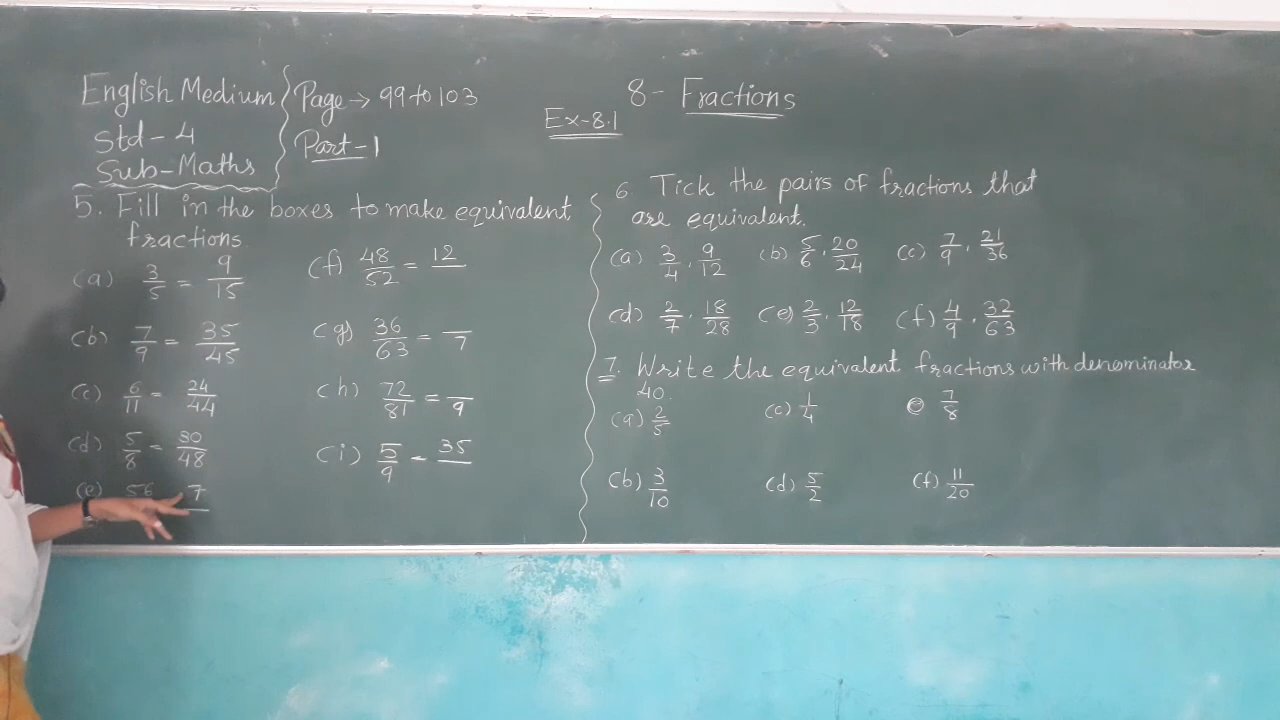 English Medium
Std-4
Sub-Maths
Page→ 99 to 103
Part-1
8- Fractions
Ex-8.1
5. Fill in the boxes to make equivalent
fractions
(a) 3/5 = 9/15
(b) 7/9 = 35/45
(c) 6/11 = 24/44
(d) 5/8 = 30/48
(e) 56 7/
(f) 48/52 = 12/
(g) 36/63 = /7
(h) 72/81 = /9
(i) 5/9 = 35/
6. Tick the pairs of fractions that
are equivalent.
(a) 3/4, 9/12 (b) 5/6, 20/24 (c) 7/9, 21/36
(d) 2/7, 18/28 (e) 2/3, 12/18 (f) 4/9, 32/63
7. Write the equivalent fractions with denominator
40.
(a) 2/5 (c) 1/4 e 7/8
(b) 3/10 (d) 5/2 (f) 11/20